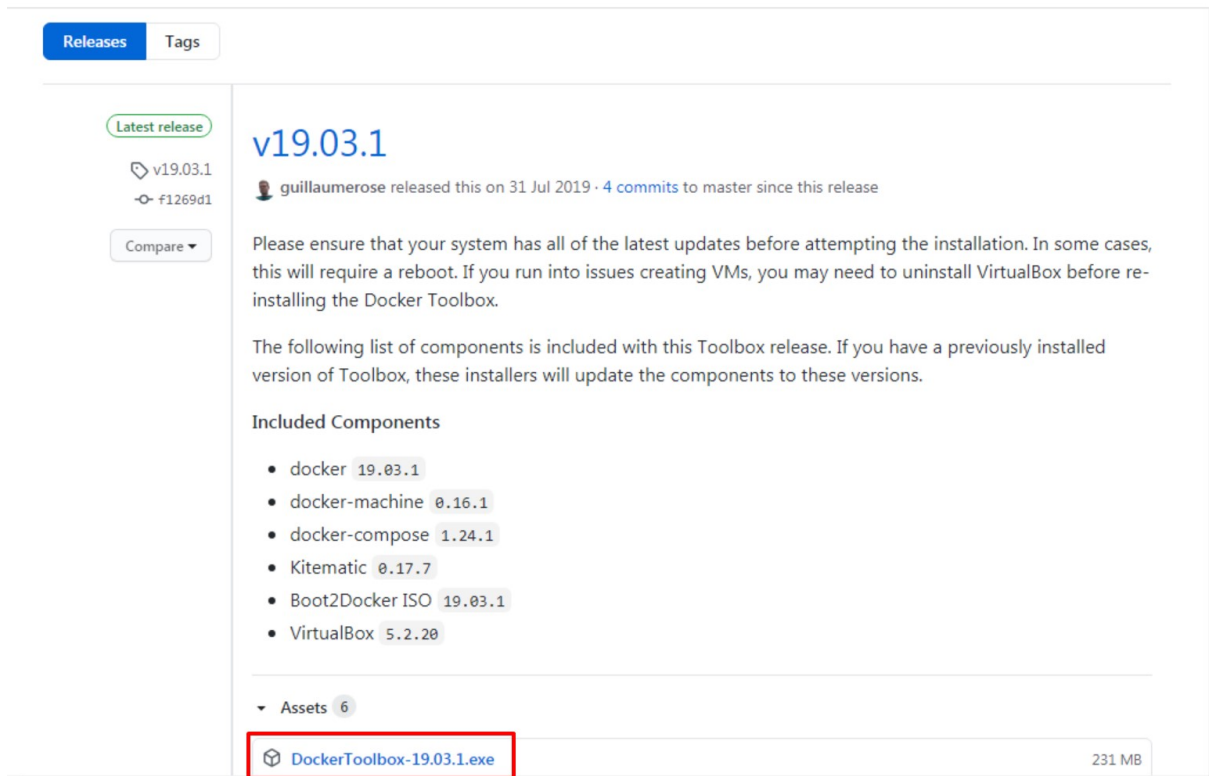 Releases Tags
Latest release
v19.03.1
f1269d1
Compare
v19.03.1
guillaumerose released this on 31 Jul 2019 · 4 commits to master since this release
Please ensure that your system has all of the latest updates before attempting the installation. In some cases,
this will require a reboot. If you run into issues creating VMs, you may need to uninstall VirtualBox before re-
installing the Docker Toolbox.
The following list of components is included with this Toolbox release. If you have a previously installed
version of Toolbox, these installers will update the components to these versions.
Included Components
• docker 19.03.1
• docker-machine 0.16.1
• docker-compose 1.24.1
• Kitematic 0.17.7
• Boot2Docker ISO 19.03.1
• VirtualBox 5.2.20
Assets 6
DockerToolbox-19.03.1.exe 231 MB